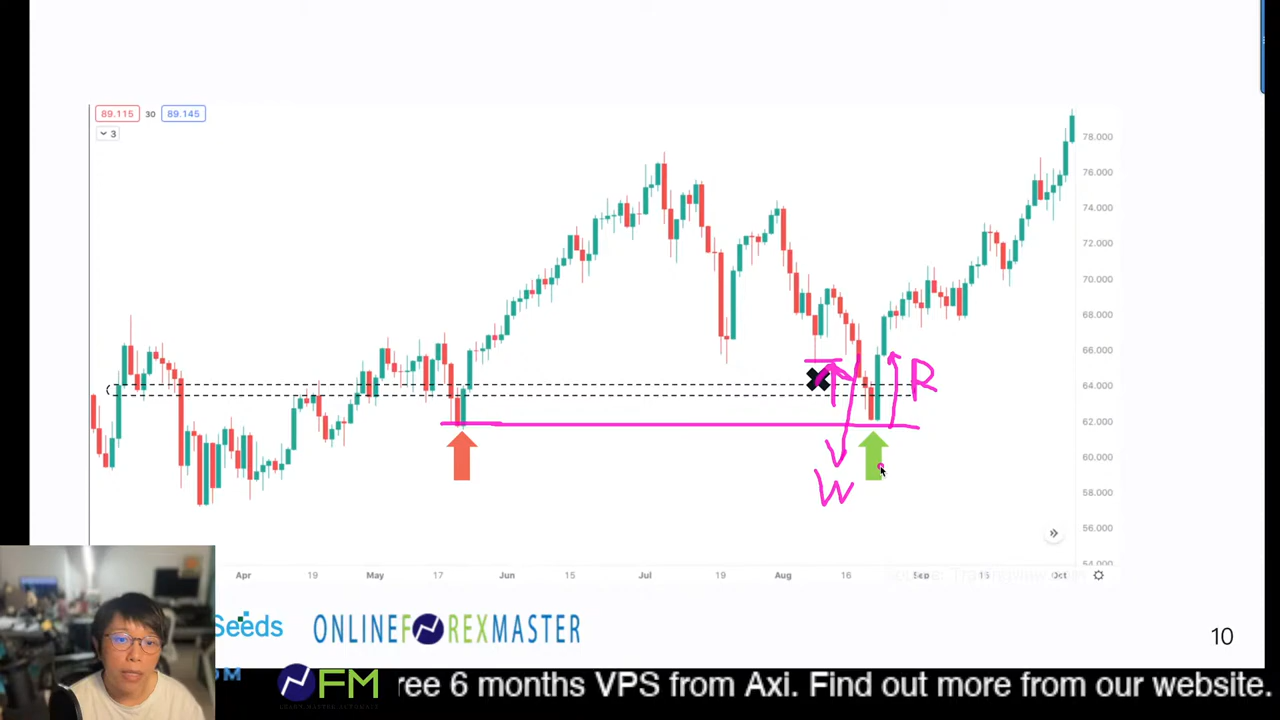 89.115 30 89.145
3
78.000
76.000
74.000
72.000
70.000
68.000
66.000
R
64.000
62.000
60.000
W
58.000
56.000
54.000
Apr 19 May 17 Jun 15 Jul 19 Aug 16 Sep 15 Oct
Seeds ONLINEFOREXMASTER
10
FM
ree 6 months VPS from Axi. Find out more from our website.